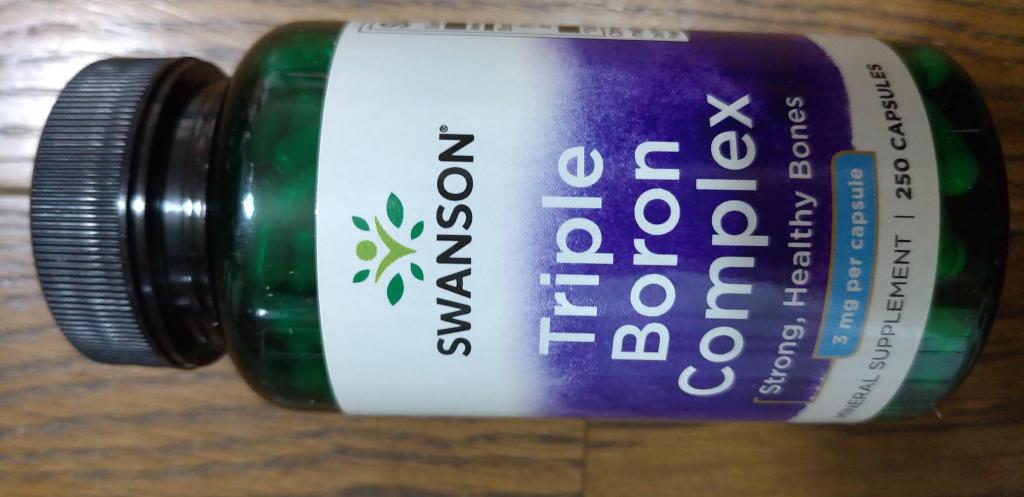 SWANSON®
Triple
Boron
Complex
Strong, Healthy Bones
3 mg per capsule
MINERAL SUPPLEMENT | 250 CAPSULES